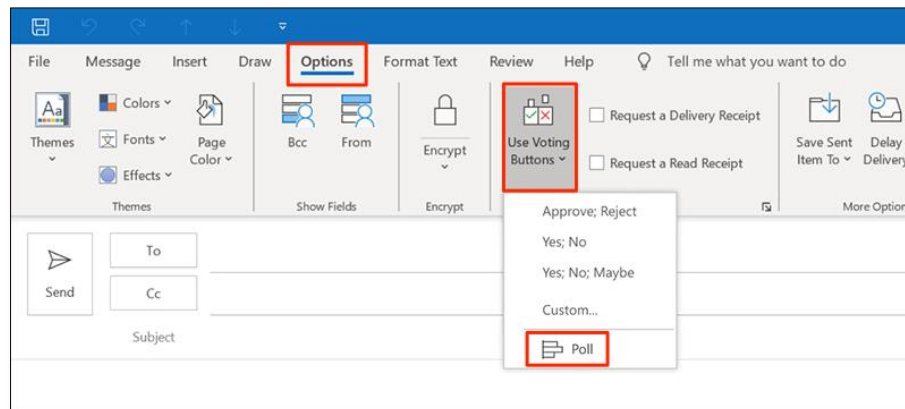 File Message Insert Draw Options Format Text Review Help Tell me what you want to do
Aa
Themes
Colors
Fonts
Effects
Page
Color
Themes
Bcc
From
Show Fields
Encrypt
Encrypt
Use Voting
Buttons
Request a Delivery Receipt
Request a Read Receipt
Save Sent
Item To
Delay
Delivery
More Option
Approve; Reject
Yes; No
Yes; No; Maybe
Custom...
Poll
Send
To
Cc
Subject